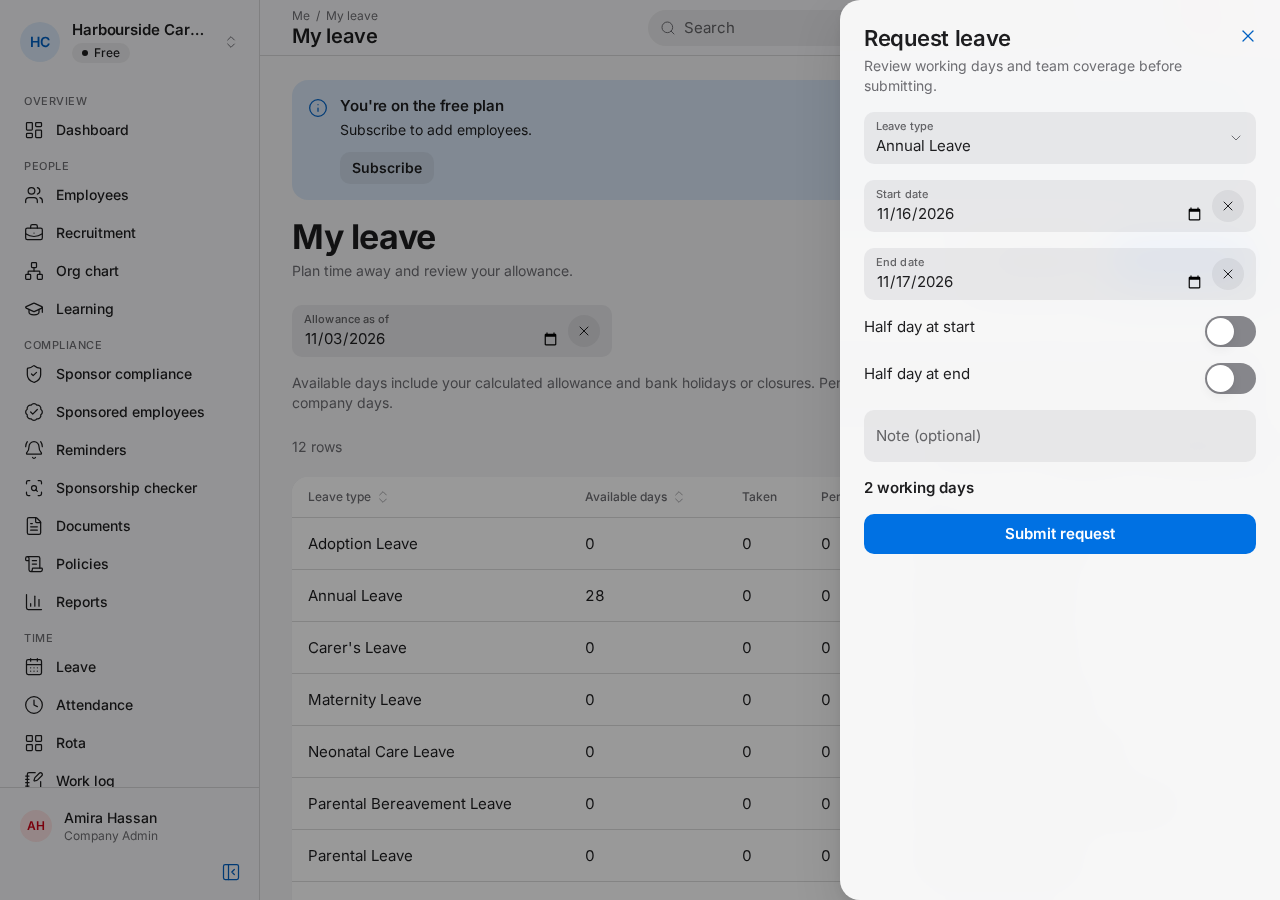 HC
Harbourside Car...
Free
OVERVIEW
Dashboard
PEOPLE
Employees
Recruitment
Org chart
Learning
COMPLIANCE
Sponsor compliance
Sponsored employees
Reminders
Sponsorship checker
Documents
Policies
Reports
TIME
Leave
Attendance
Rota
Work log
AH
Amira Hassan
Company Admin
Me / My leave
My leave
Search
You're on the free plan
Subscribe to add employees.
Subscribe
My leave
Plan time away and review your allowance.
Allowance as of
11/03/2026
Available days include your calculated allowance and bank holidays or closures. Per
company days.
12 rows
Leave type Available days Taken Per
Adoption Leave 0 0 0
Annual Leave 28 0 0
Carer's Leave 0 0 0
Maternity Leave 0 0 0
Neonatal Care Leave 0 0 0
Parental Bereavement Leave 0 0 0
Parental Leave 0 0 0
Request leave
Review working days and team coverage before
submitting.
Leave type
Annual Leave
Start date
11/16/2026
End date
11/17/2026
Half day at start
Half day at end
Note (optional)
2 working days
Submit request